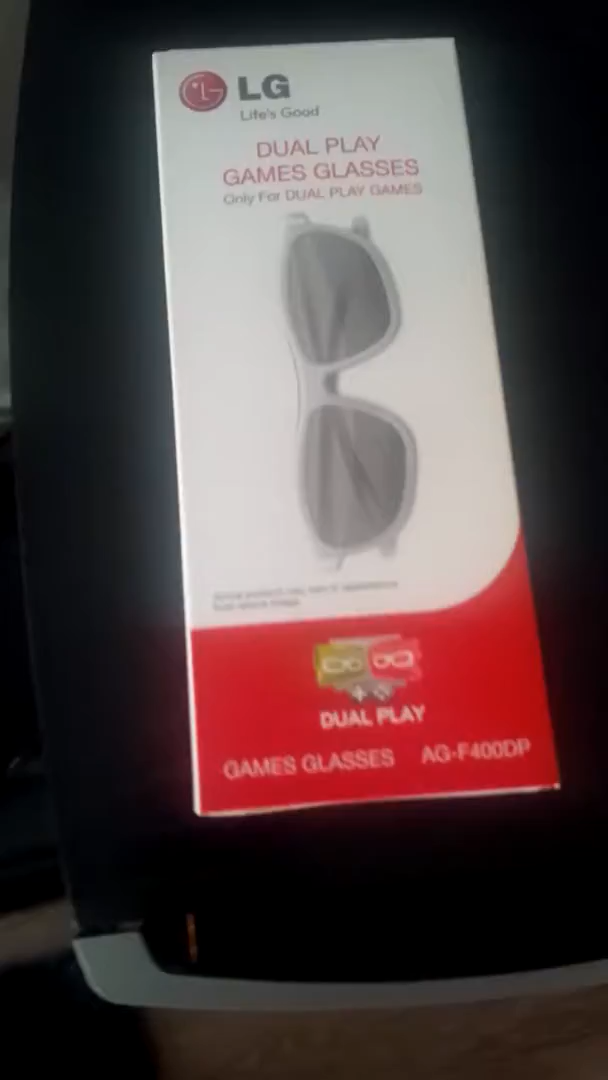 LG
Life's Good
DUAL PLAY
GAMES GLASSES
Only For DUAL PLAY GAMES
DUAL PLAY
GAMES GLASSES AG-F400DP